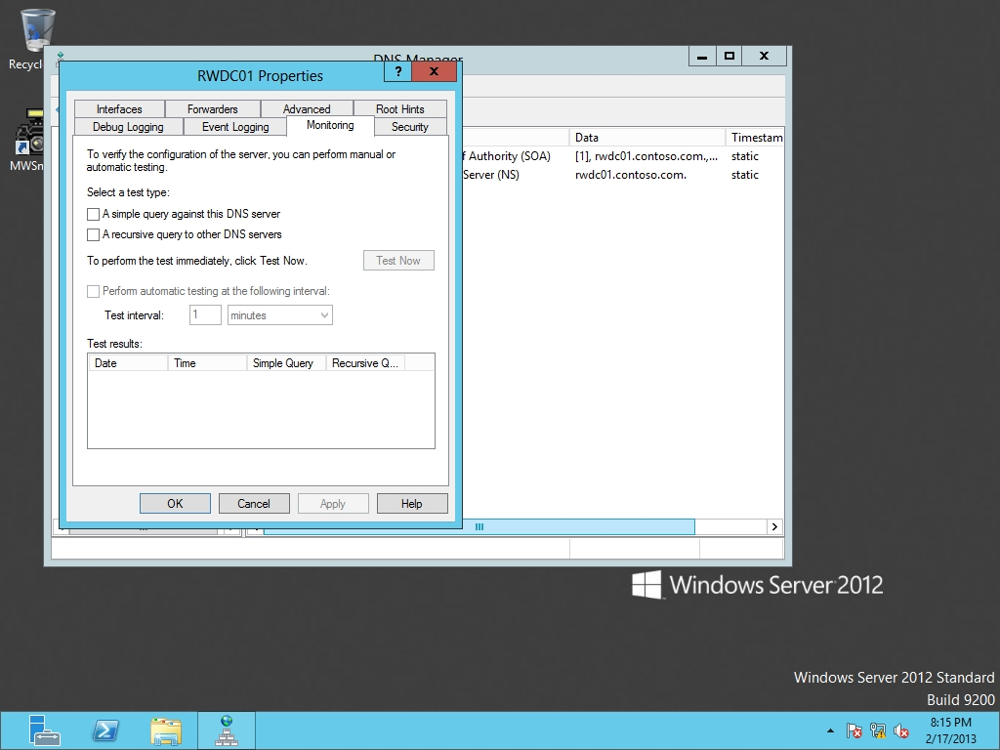 Recycl
MWSn
DNS Manager
RWDC01 Properties
?
Interfaces Forwarders Advanced Root Hints
Debug Logging Event Logging Monitoring Security
To verify the configuration of the server, you can perform manual or
automatic testing.
Select a test type:
A simple query against this DNS server
A recursive query to other DNS servers
To perform the test immediately, click Test Now.
Test Now
Perform automatic testing at the following interval:
Test interval: 1 minutes
Test results:
Date Time Simple Query Recursive Q...
OK Cancel Apply Help
Data Timestam
f Authority (SOA) [1], rwdc01.contoso.com.,... static
Server (NS) rwdc01.contoso.com. static
Windows Server 2012
Windows Server 2012 Standard
Build 9200
8:15 PM
2/17/2013